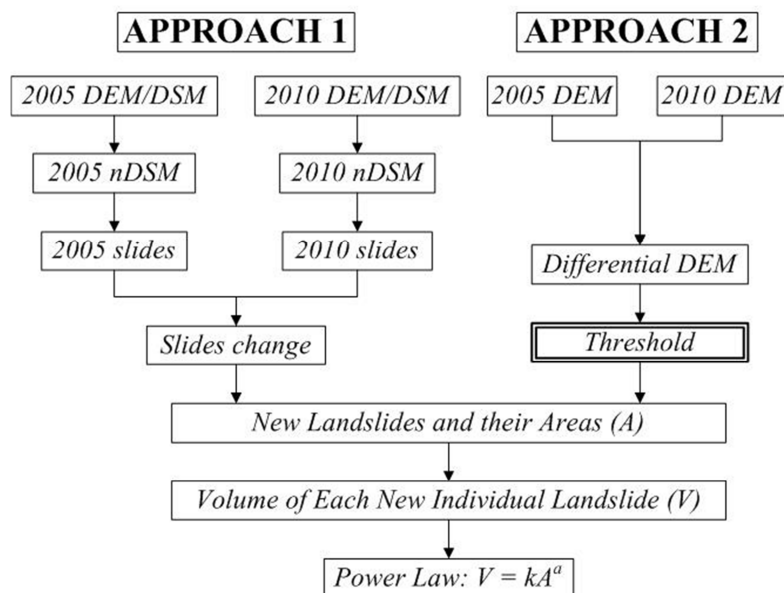 APPROACH 1
APPROACH 2
2005 DEM/DSM
2010 DEM/DSM
2005 DEM
2010 DEM
2005 nDSM
2010 nDSM
2005 slides
2010 slides
Differential DEM
Slides change
Threshold
New Landslides and their Areas (A)
Volume of Each New Individual Landslide (V)
Power Law: V = kAᵃ